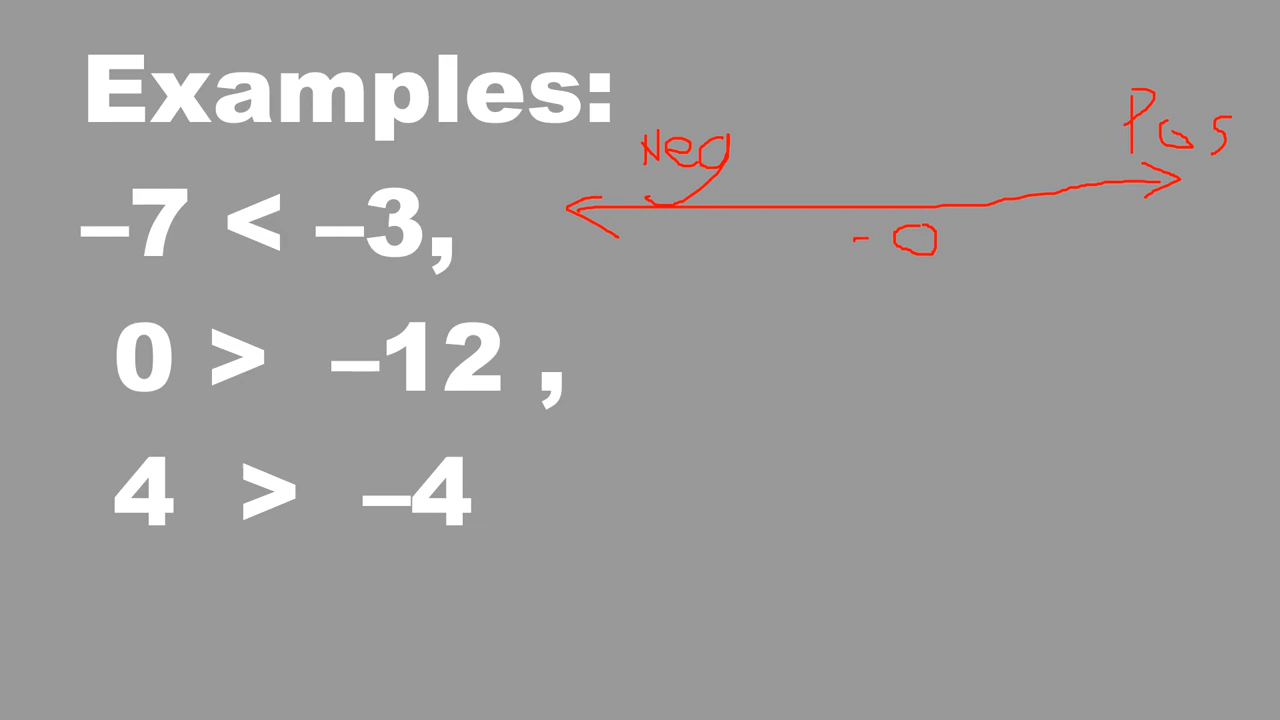 Examples:
–7 < –3,
0 > –12 ,
4 > –4
Neg
Pos
- 0